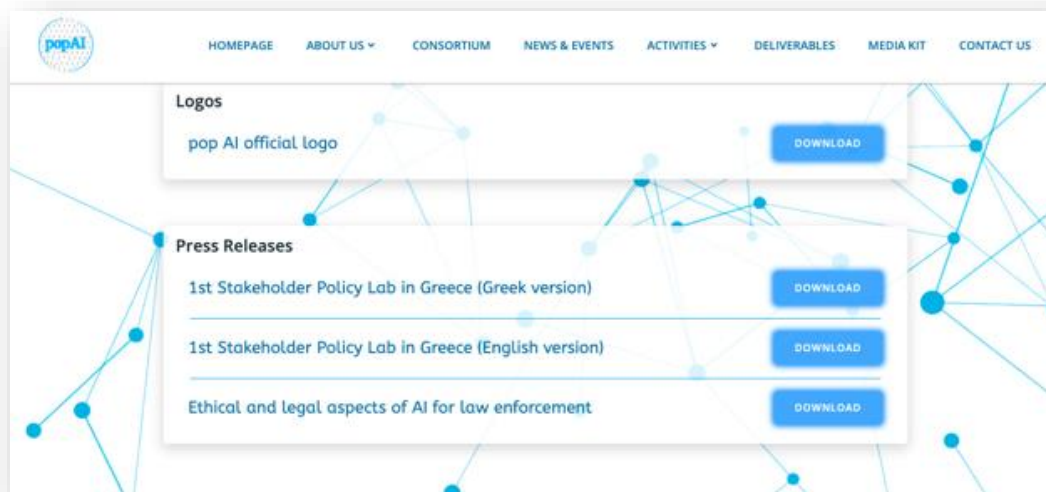 popAI
HOMEPAGE ABOUT US CONSORTIUM NEWS & EVENTS ACTIVITIES DELIVERABLES MEDIA KIT CONTACT US
Logos
pop AI official logo DOWNLOAD
Press Releases
1st Stakeholder Policy Lab in Greece (Greek version) DOWNLOAD
1st Stakeholder Policy Lab in Greece (English version) DOWNLOAD
Ethical and legal aspects of AI for law enforcement DOWNLOAD